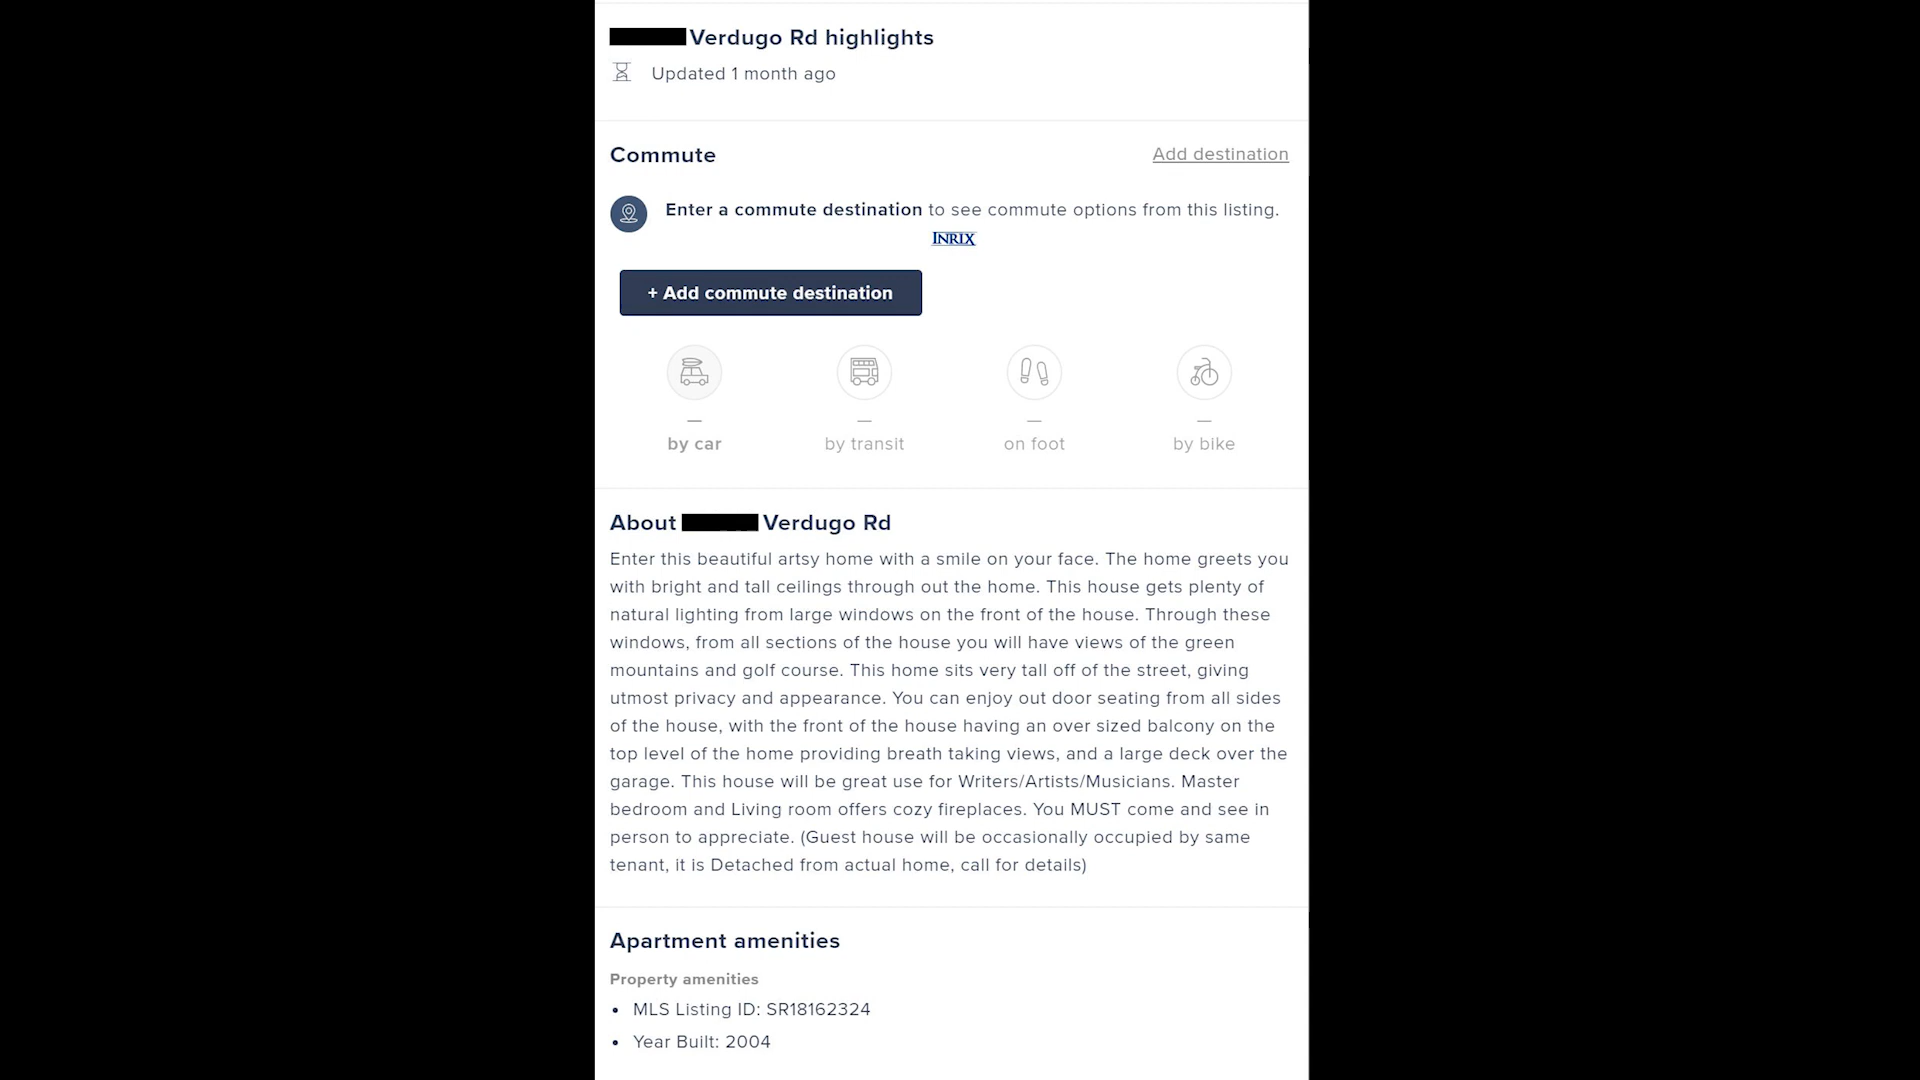 Verdugo Rd highlights
Updated 1 month ago
Commute
Add destination
Enter a commute destination to see commute options from this listing.
INRIX
+ Add commute destination
—
—
—
—
by car
by transit
on foot
by bike
About Verdugo Rd
Enter this beautiful artsy home with a smile on your face. The home greets you
with bright and tall ceilings through out the home. This house gets plenty of
natural lighting from large windows on the front of the house. Through these
windows, from all sections of the house you will have views of the green
mountains and golf course. This home sits very tall off of the street, giving
utmost privacy and appearance. You can enjoy out door seating from all sides
of the house, with the front of the house having an over sized balcony on the
top level of the home providing breath taking views, and a large deck over the
garage. This house will be great use for Writers/Artists/Musicians. Master
bedroom and Living room offers cozy fireplaces. You MUST come and see in
person to appreciate. (Guest house will be occasionally occupied by same
tenant, it is Detached from actual home, call for details)
Apartment amenities
Property amenities
• MLS Listing ID: SR18162324
• Year Built: 2004